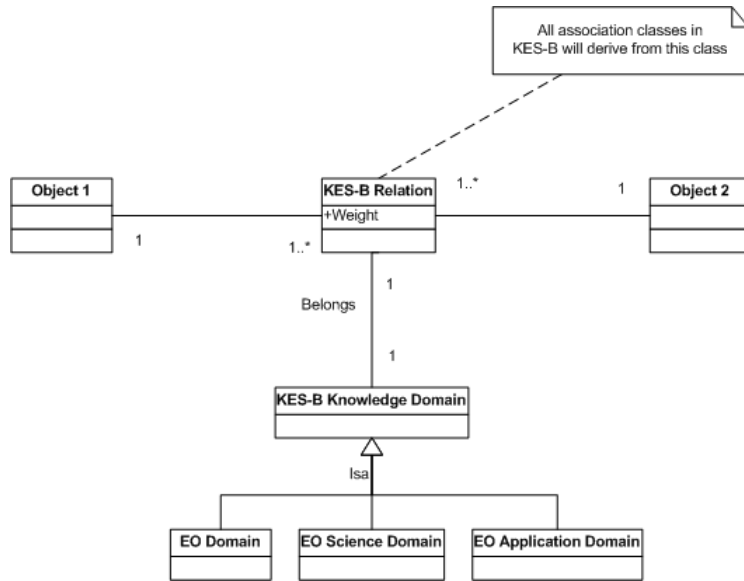 All association classes in
KES-B will derive from this class
Object 1
KES-B Relation
1..*
1
Object 2
+Weight
1
1..*
1
Belongs
1
KES-B Knowledge Domain
Isa
EO Domain
EO Science Domain
EO Application Domain